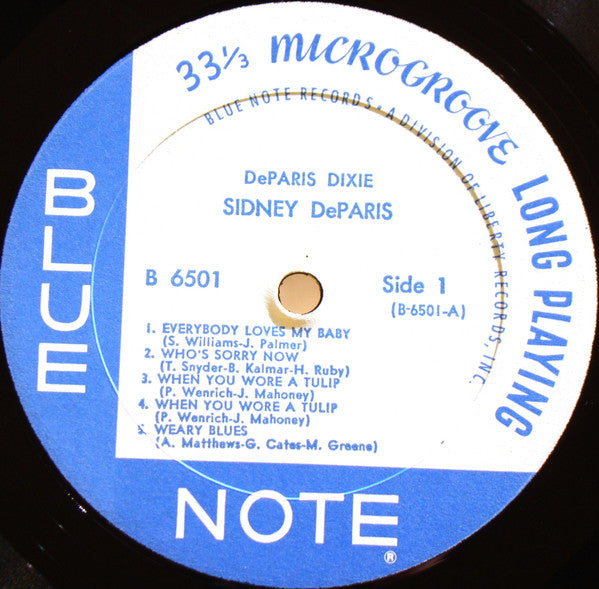 33⅓ MICROGROOVE LONG PLAYING
BLUE NOTE RECORDS • A DIVISION OF LIBERTY RECORDS, INC.
DePARIS DIXIE
SIDNEY DePARIS
B 6501
Side 1
(B-6501-A)
1. EVERYBODY LOVES MY BABY
(S. Williams-J. Palmer)
2. WHO'S SORRY NOW
(T. Snyder-B. Kalmar-H. Ruby)
3. WHEN YOU WORE A TULIP
(P. Wenrich-J. Mahoney)
4. WHEN YOU WORE A TULIP
(P. Wenrich-J. Mahoney)
5. WEARY BLUES
(A. Matthews-G. Cates-M. Greene)
BLUE
NOTE®